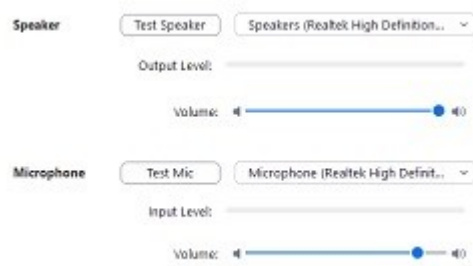 Speaker Test Speaker Speakers (Realtek High Definition...
Output Level:
Volume:
Microphone Test Mic Microphone (Realtek High Definit...
Input Level:
Volume: